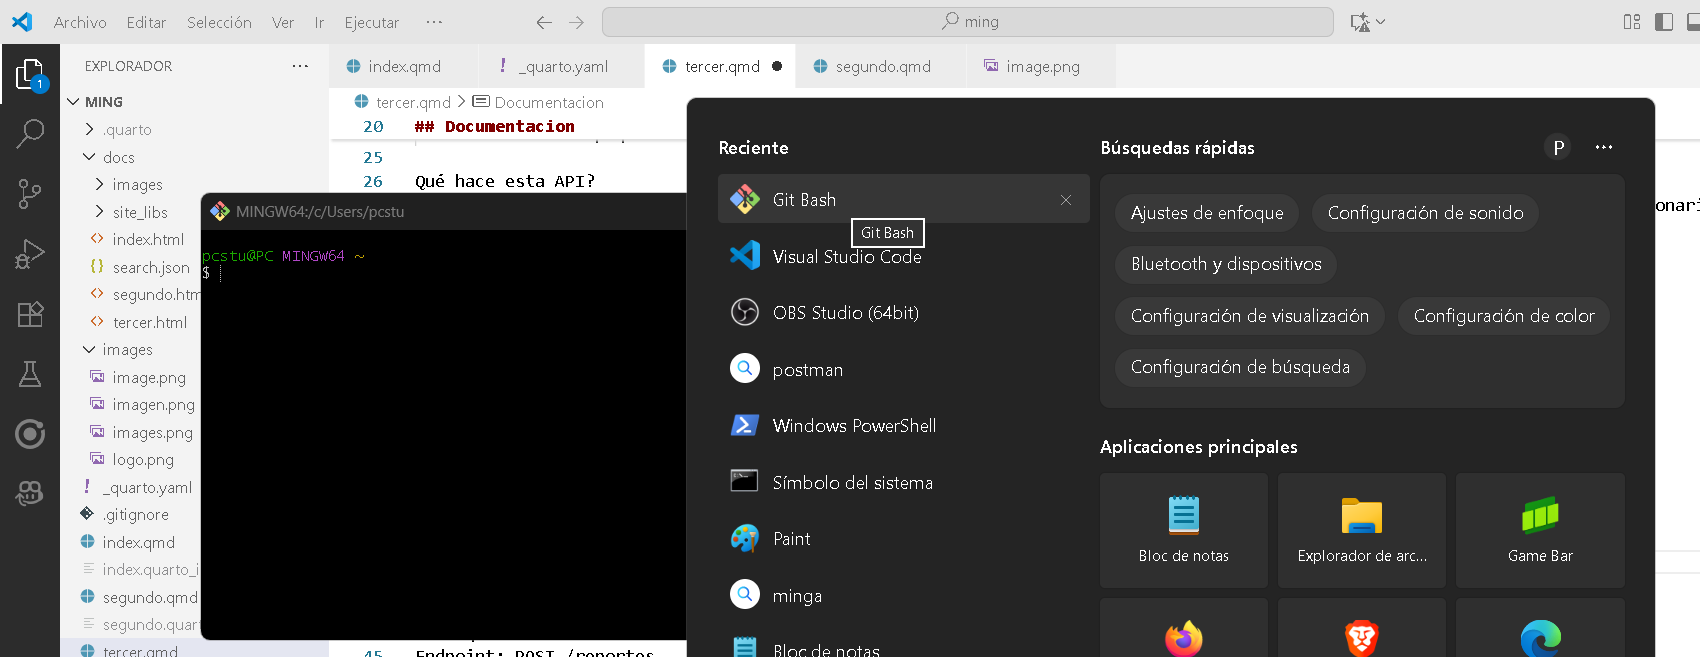 Archivo Editar Selección Ver Ir Ejecutar ··· ming
EXPLORADOR ···
index.qmd ! _quarto.yaml tercer.qmd segundo.qmd image.png
tercer.qmd > Documentacion
MING
.quarto
docs
images
site_libs
index.html
search.json
segundo.htm
tercer.html
images
image.png
imagen.png
images.png
logo.png
! _quarto.yaml
.gitignore
index.qmd
index.quarto_i
segundo.qmd
segundo.quart
tercer.qmd
1
20 ## Documentacion
25
26 Qué hace esta API?
45 Endpoint: POST /reportes
onari
MINGW64:/c/Users/pcstu
pcstu@PC MINGW64 ~
$
Reciente
Git Bash
Git Bash
Visual Studio Code
OBS Studio (64bit)
postman
Windows PowerShell
Símbolo del sistema
Paint
minga
Bloc de notas
Búsquedas rápidas P ···
Ajustes de enfoque Configuración de sonido
Bluetooth y dispositivos
Configuración de visualización Configuración de color
Configuración de búsqueda
Aplicaciones principales
Bloc de notas Explorador de arc... Game Bar